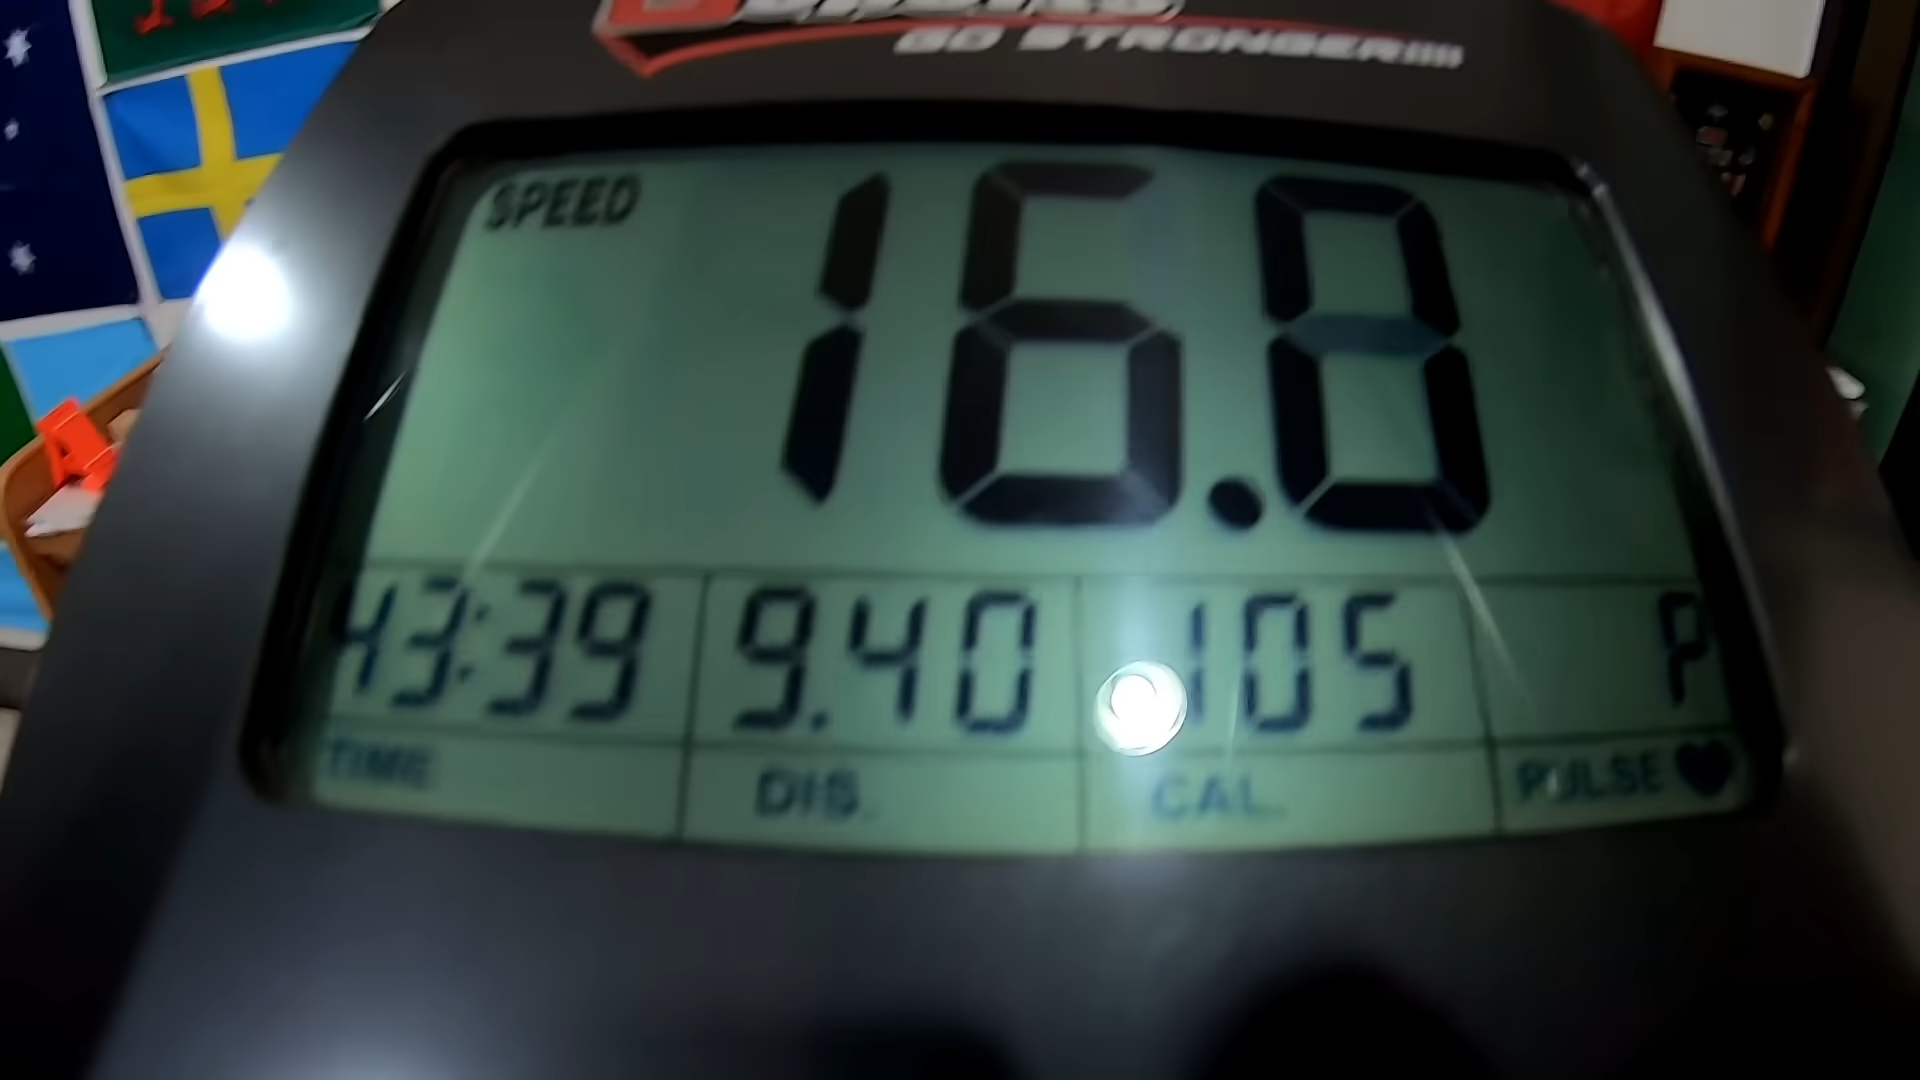 GO STRONGER!!!!
SPEED 16.8
43:39 9.40 105 P
TIME DIS. CAL. PULSE